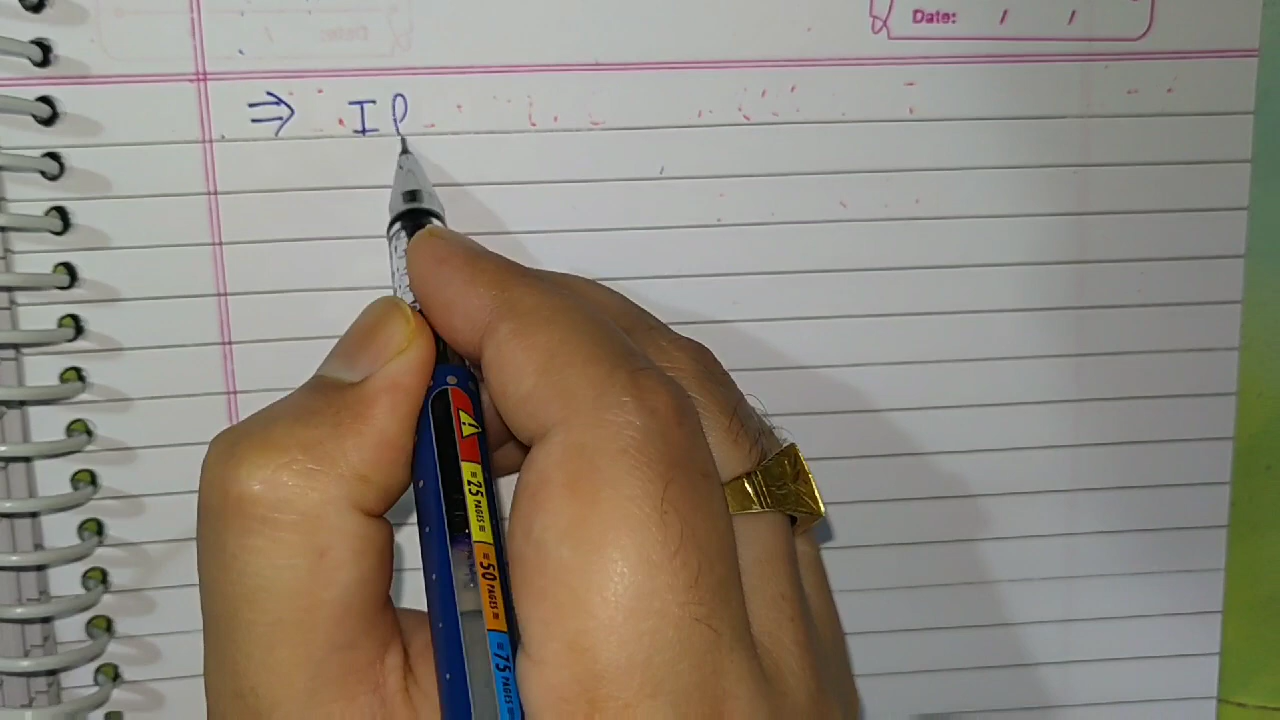 Date: / /
⇒ IP
=25 PAGES=
=50 PAGES=
=75 PAGES